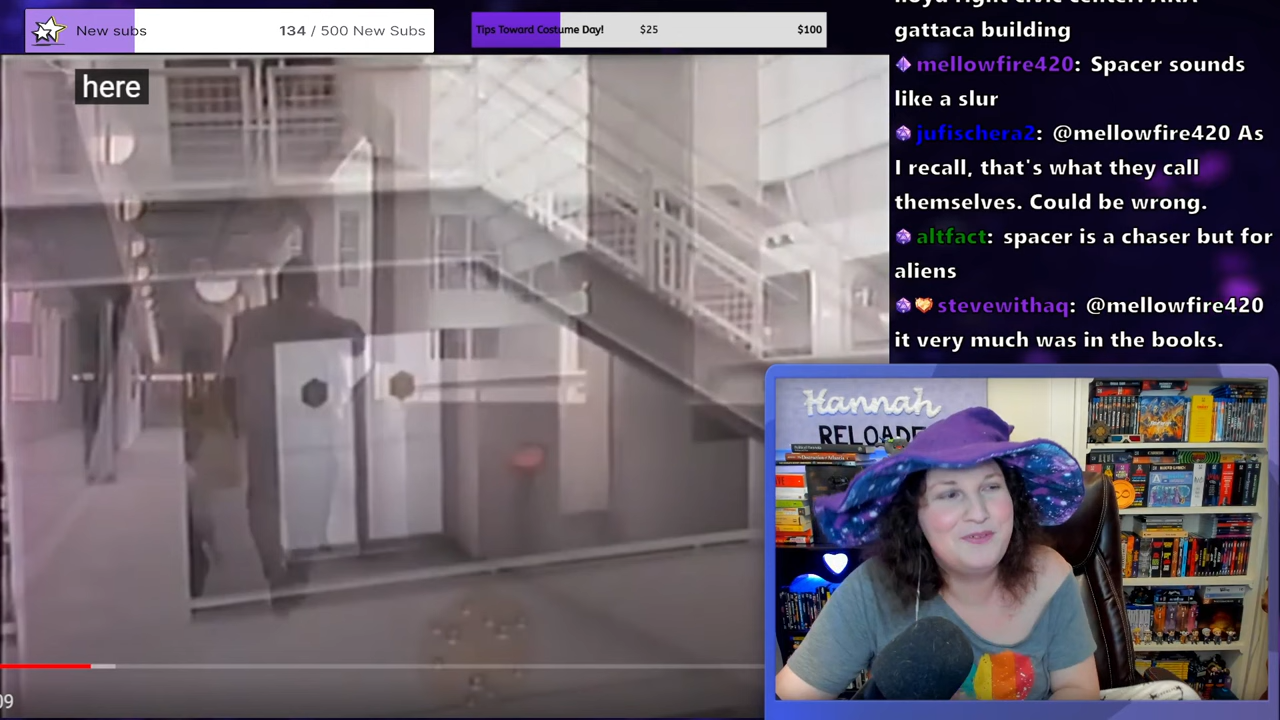 New subs
134 / 500 New Subs
Tips Toward Costume Day!
$25
$100
here
gattaca building
mellowfire420: Spacer sounds
like a slur
jufischera2: @mellowfire420 As
I recall, that's what they call
themselves. Could be wrong.
altfact: spacer is a chaser but for
aliens
stevewithaq: @mellowfire420
it very much was in the books.
Hannah
RELOADE
09